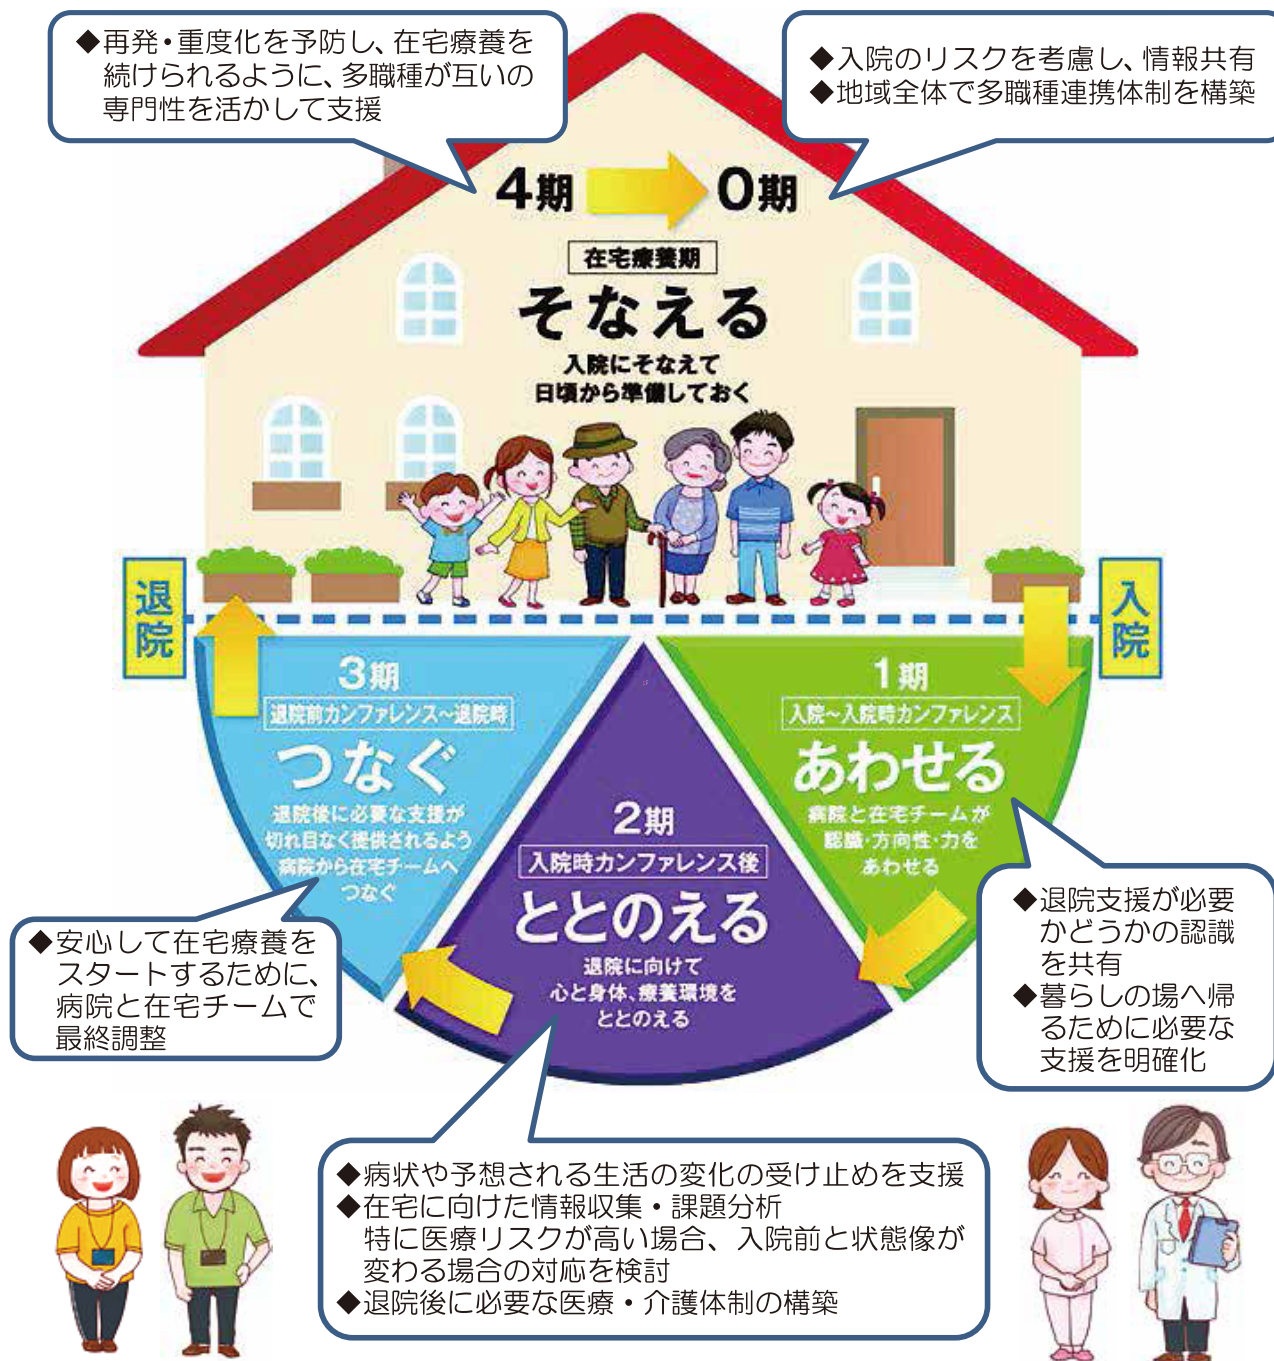 ◆再発・重度化を予防し、在宅療養を
続けられるように、多職種が互いの
専門性を活かして支援
◆入院のリスクを考慮し、情報共有
◆地域全体で多職種連携体制を構築
4期
0期
在宅療養期
そなえる
入院にそなえて
日頃から準備しておく
退院
入院
3期
退院前カンファレンス～退院時
つなぐ
退院後に必要な支援が
切れ目なく提供されるよう
病院から在宅チームへ
つなぐ
1期
入院～入院時カンファレンス
あわせる
病院と在宅チームが
認識・方向性・力を
あわせる
2期
入院時カンファレンス後
ととのえる
退院に向けて
心と身体、療養環境を
ととのえる
◆退院支援が必要
かどうかの認識
を共有
◆暮らしの場へ帰
るために必要な
支援を明確化
◆安心して在宅療養を
スタートするために、
病院と在宅チームで
最終調整
◆病状や予想される生活の変化の受け止めを支援
◆在宅に向けた情報収集・課題分析
特に医療リスクが高い場合、入院前と状態像が
変わる場合の対応を検討
◆退院後に必要な医療・介護体制の構築